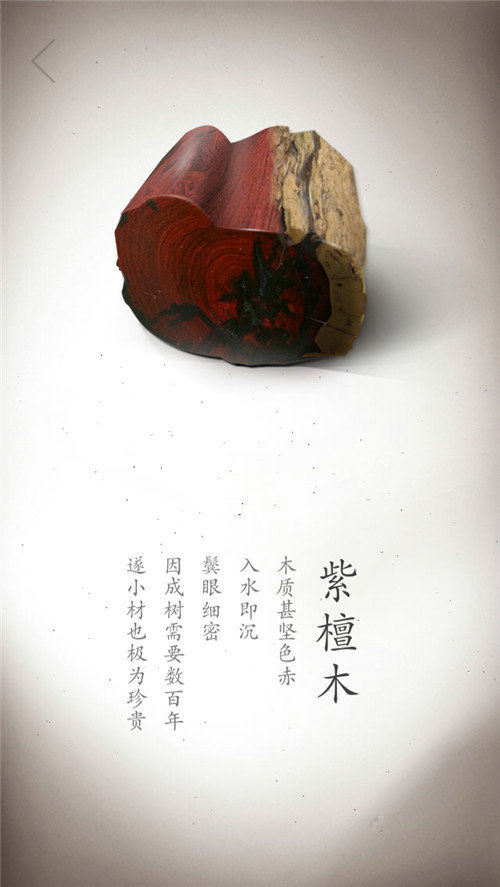 紫檀木
木质甚坚色赤
入水即沉
鬓眼细密
因成树需要数百年
遂小材也极为珍贵